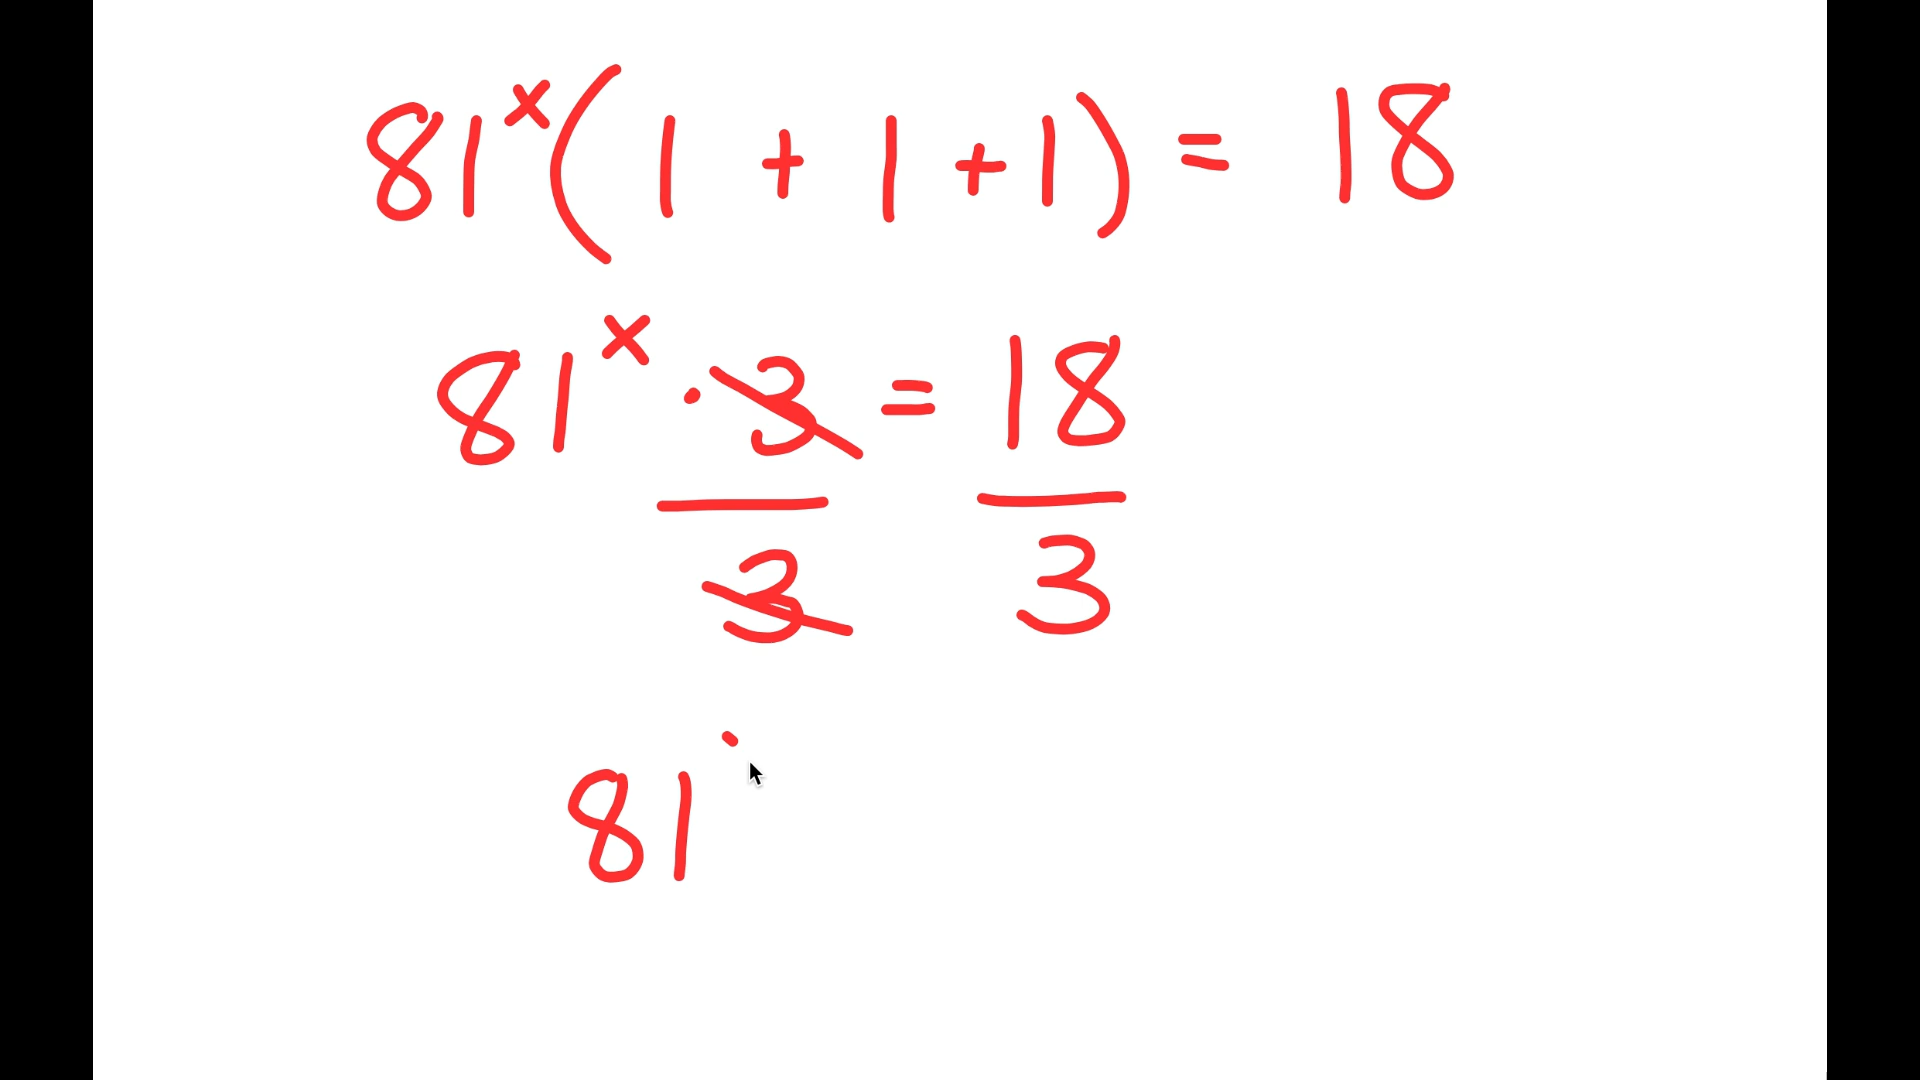 81^x(1 + 1 + 1) = 18
81^x · 3 = 18
3 3
81